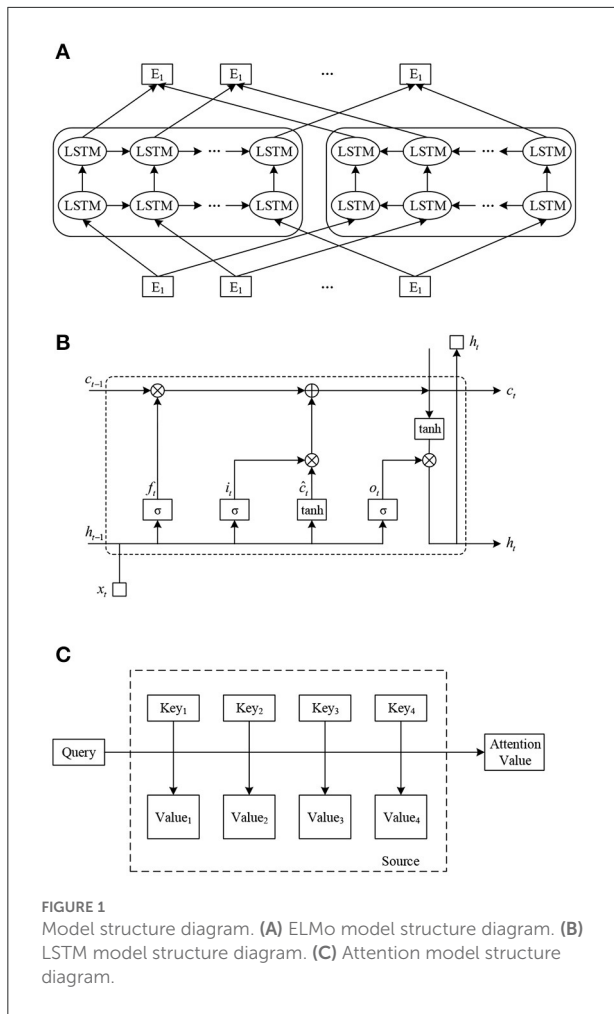 A
E₁ E₁ ... E₁
LSTM LSTM ... LSTM LSTM LSTM ... LSTM
LSTM LSTM ... LSTM LSTM LSTM ... LSTM
E₁ E₁ ... E₁
B
hₜ
cₜ₋₁ cₜ
tanh
fₜ iₜ ĉₜ oₜ
σ σ tanh σ
hₜ₋₁ hₜ
xₜ
C
Key₁ Key₂ Key₃ Key₄
Query Attention
Value
Value₁ Value₂ Value₃ Value₄
Source
FIGURE 1
Model structure diagram. (A) ELMo model structure diagram. (B)
LSTM model structure diagram. (C) Attention model structure
diagram.